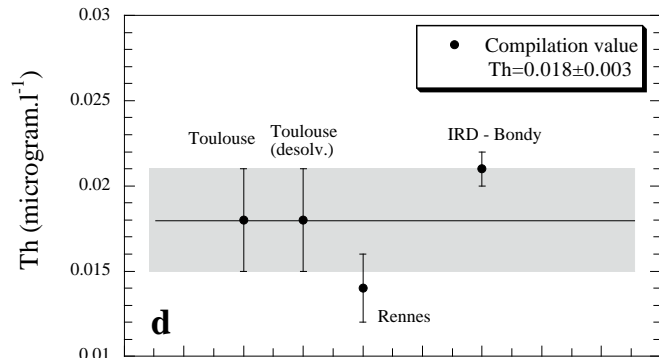 0.03
Compilation value
Th=0.018±0.003
0.025
Toulouse
Toulouse
(desolv.)
IRD - Bondy
0.02
Th (microgram.l-1)
0.015
Rennes
d
0.01